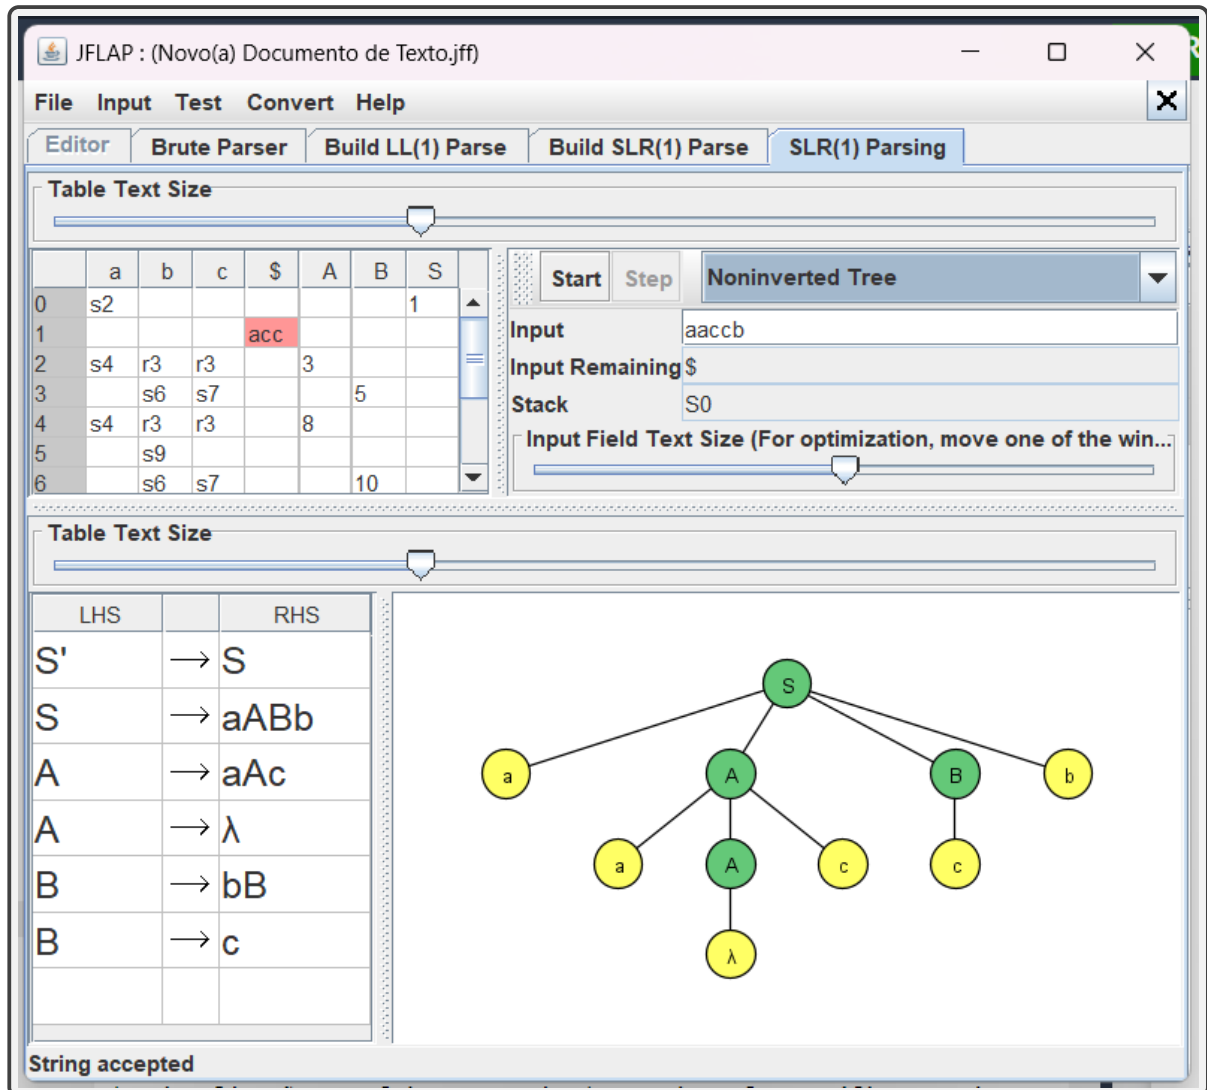 JFLAP : (Novo(a) Documento de Texto.jff)
File Input Test Convert Help
Editor Brute Parser Build LL(1) Parse Build SLR(1) Parse SLR(1) Parsing
Table Text Size
a b c $ A B S
0 s2 1
1 acc
2 s4 r3 r3 3
3 s6 s7 5
4 s4 r3 r3 8
5 s9
6 s6 s7 10
Start Step Noninverted Tree
Input aaccb
Input Remaining $
Stack S0
Input Field Text Size (For optimization, move one of the win...
Table Text Size
LHS RHS
S' → S
S → aABb
A → aAc
A → λ
B → bB
B → c
S
a A B b
a A c c
λ
String accepted